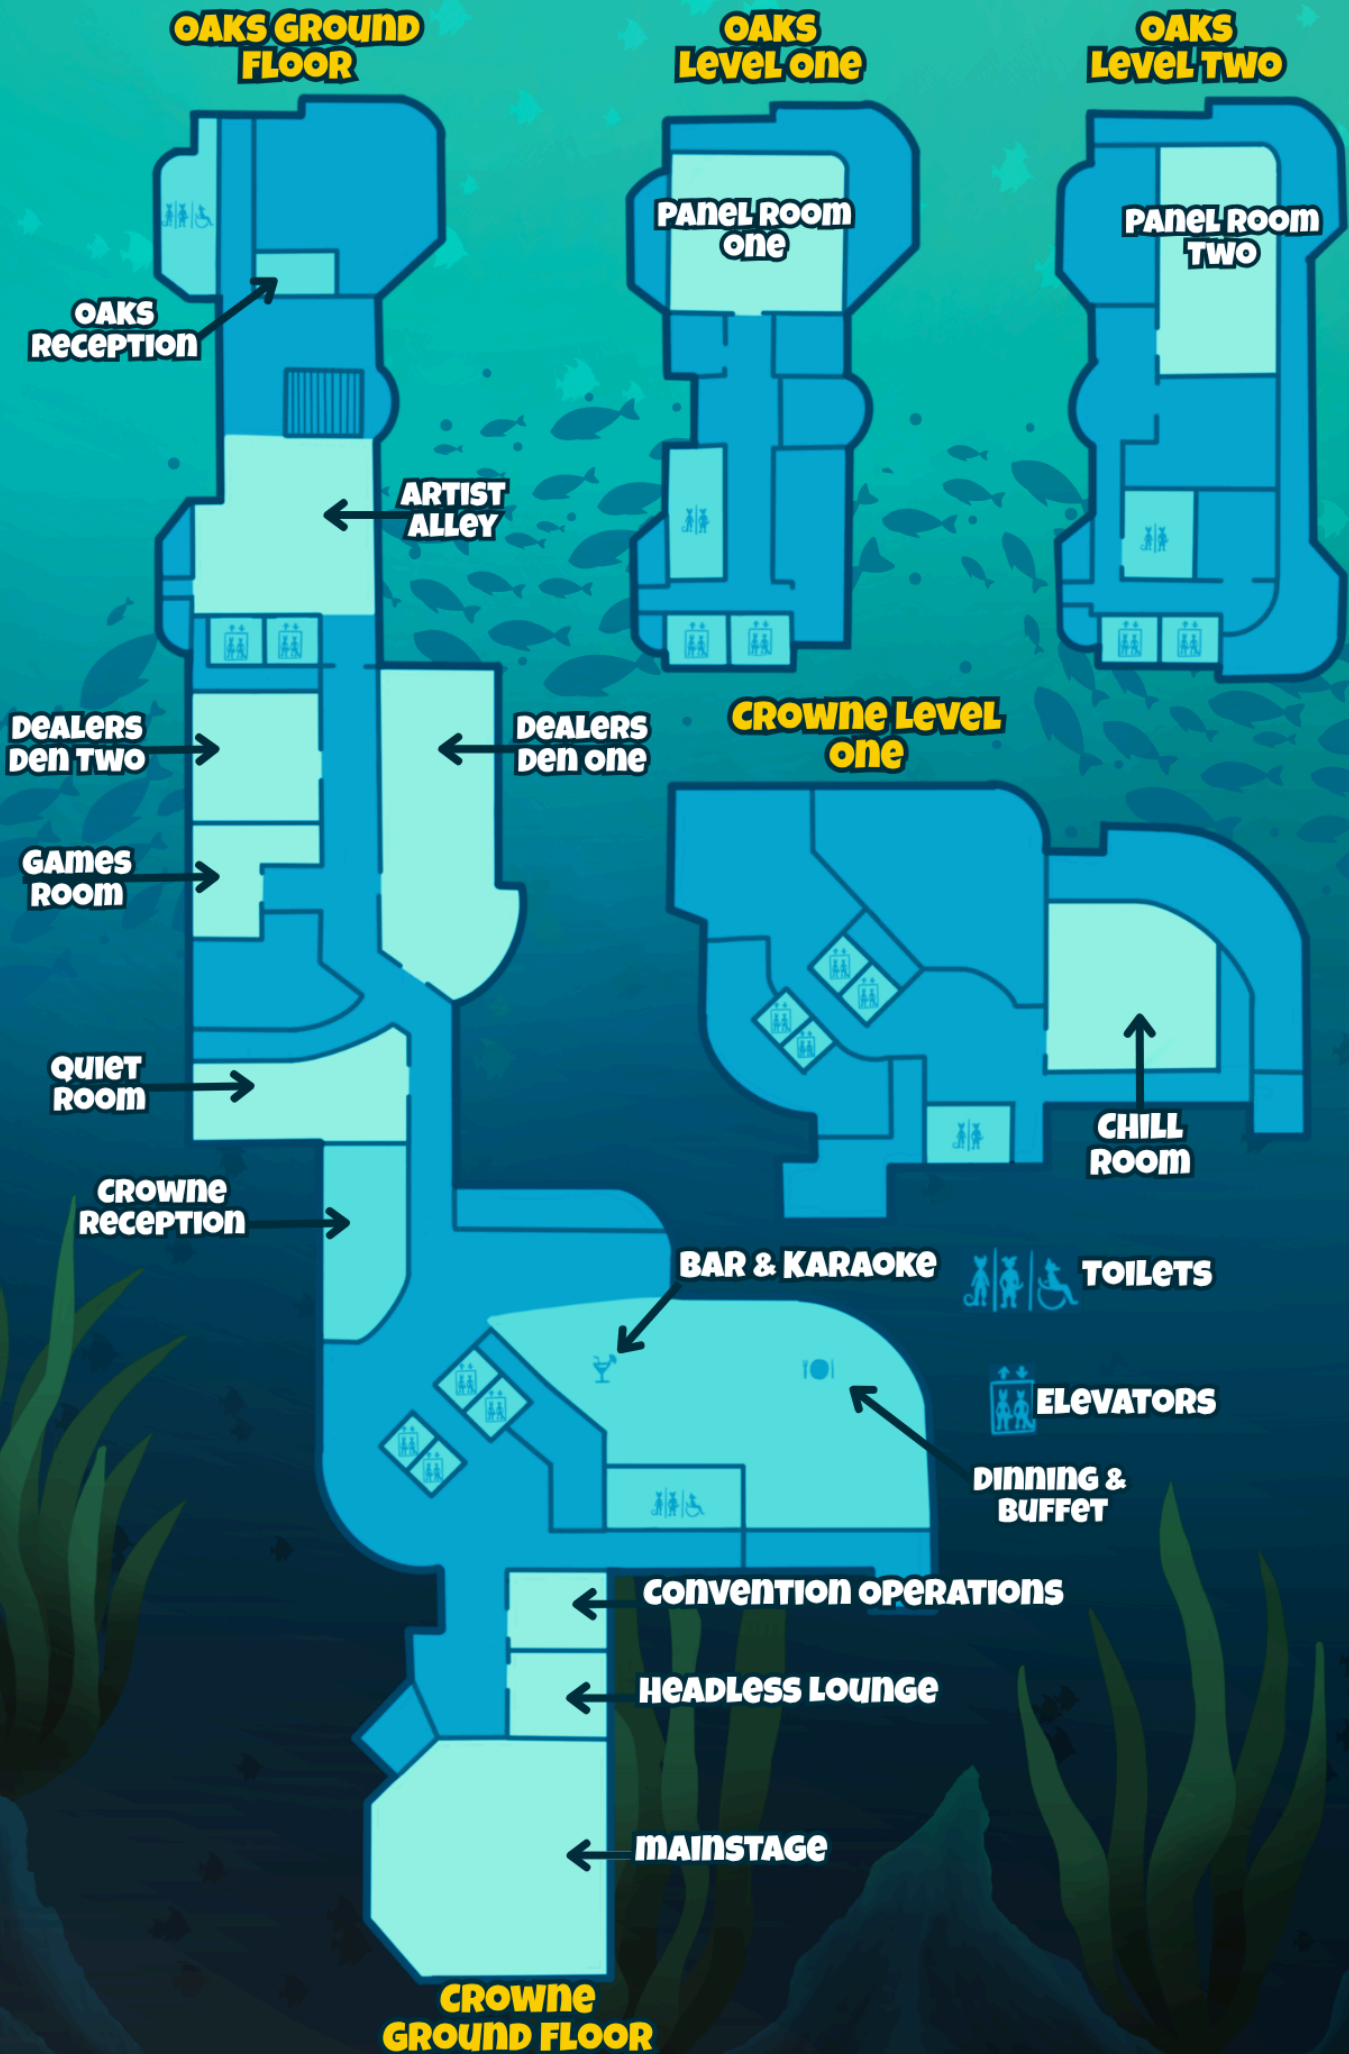 OAKS GROUND
FLOOR
OAKS
LEVEL ONE
OAKS
LEVEL TWO
PANEL ROOM
ONE
PANEL ROOM
TWO
OAKS
RECEPTION
ARTIST
ALLEY
DEALERS
DEN TWO
DEALERS
DEN ONE
CROWNE LEVEL
ONE
GAMES
ROOM
QUIET
ROOM
CHILL
ROOM
CROWNE
RECEPTION
BAR & KARAOKE
TOILETS
ELEVATORS
DINNING &
BUFFET
CONVENTION OPERATIONS
HEADLESS LOUNGE
MAINSTAGE
CROWNE
GROUND FLOOR